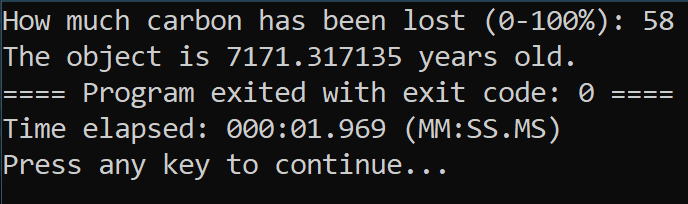 How much carbon has been lost (0-100%): 58
The object is 7171.317135 years old.
==== Program exited with exit code: 0 ====
Time elapsed: 000:01.969 (MM:SS.MS)
Press any key to continue...